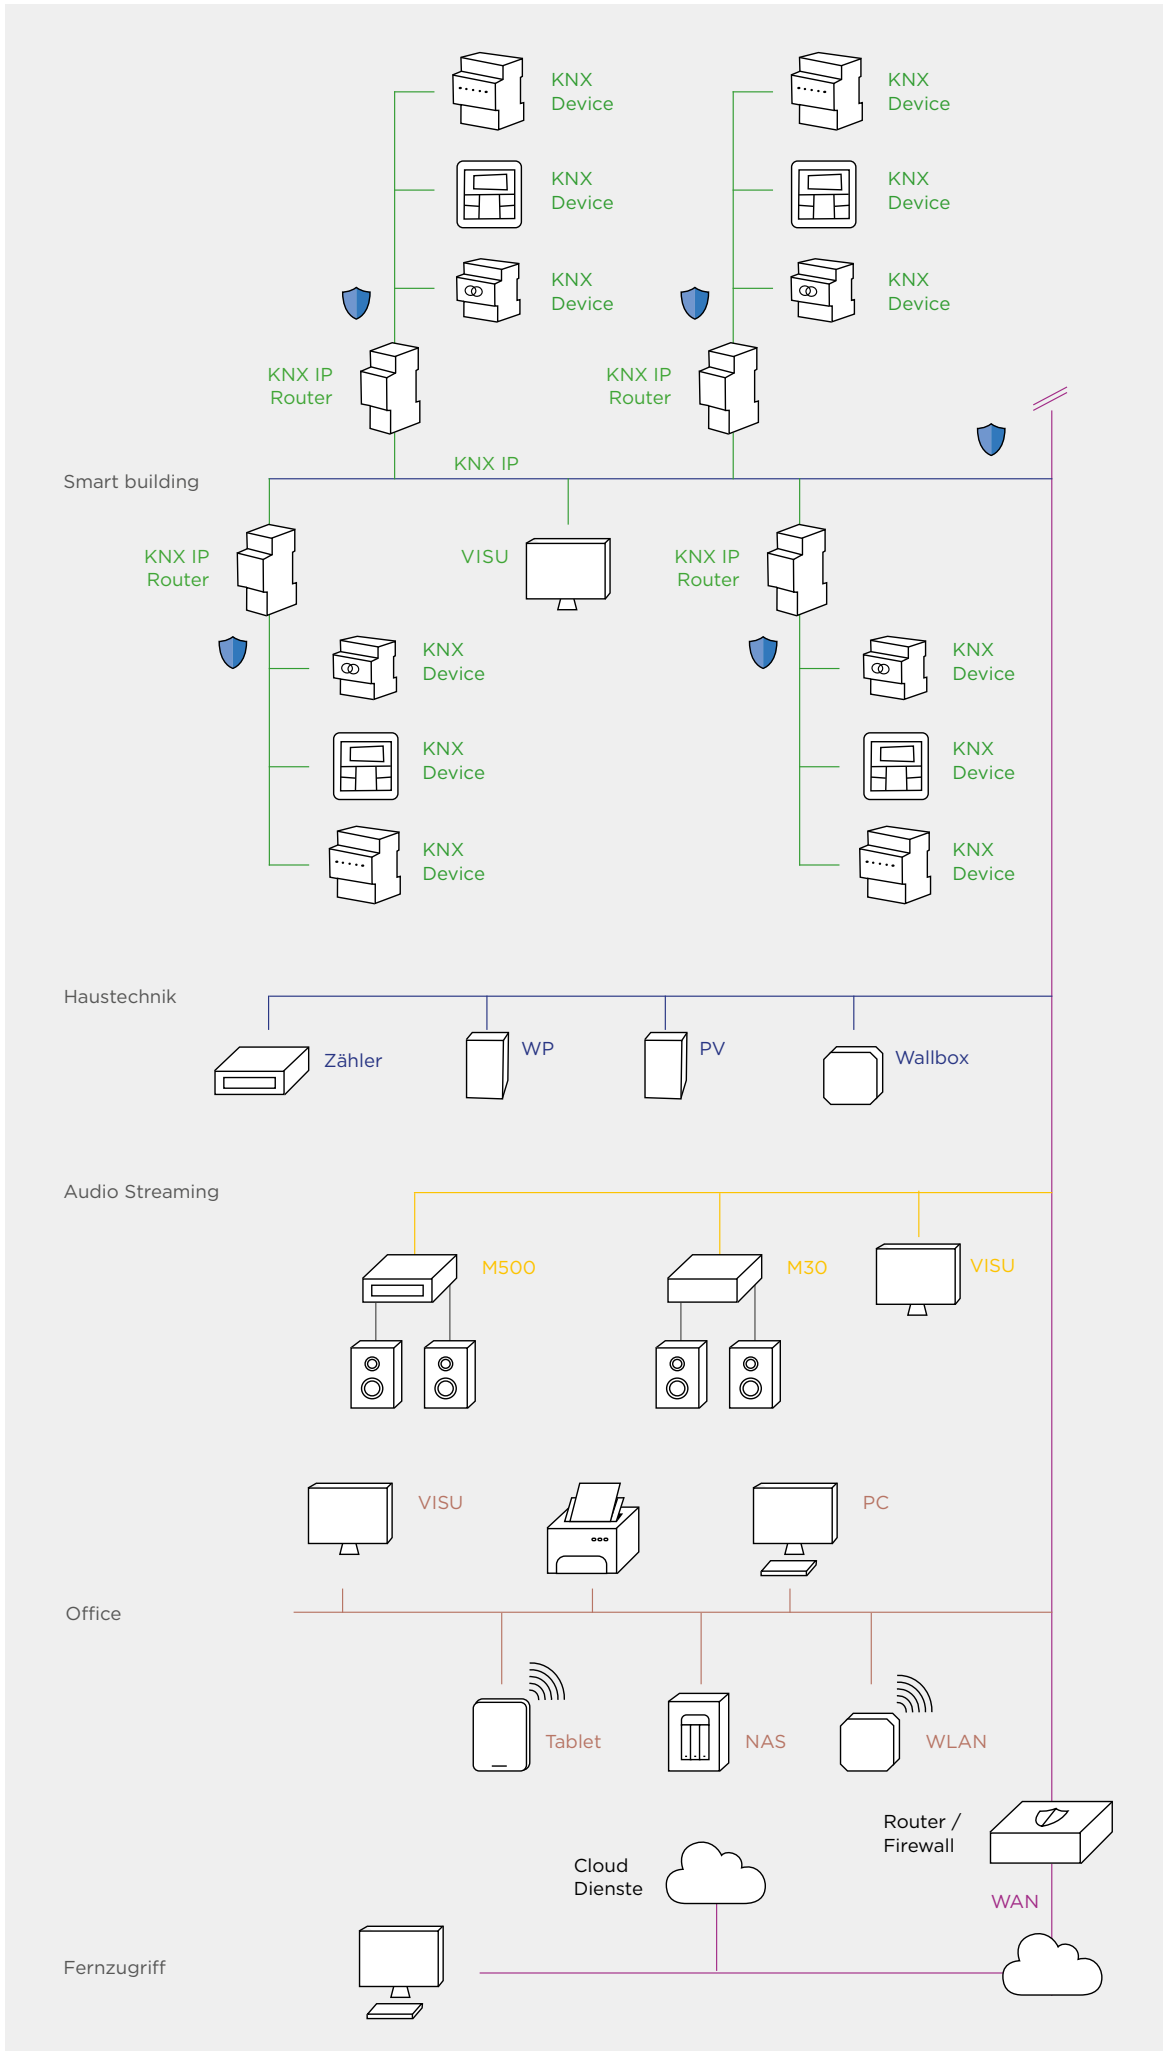 KNX
Device
KNX
Device
KNX
Device
KNX
Device
KNX
Device
KNX
Device
KNX IP
Router
KNX IP
Router
KNX IP
Smart building
KNX IP
Router
VISU
KNX IP
Router
KNX
Device
KNX
Device
KNX
Device
KNX
Device
KNX
Device
KNX
Device
Haustechnik
Zähler
WP
PV
Wallbox
Audio Streaming
M500
M30
VISU
VISU
PC
Office
Tablet
NAS
WLAN
Router /
Firewall
Cloud
Dienste
WAN
Fernzugriff